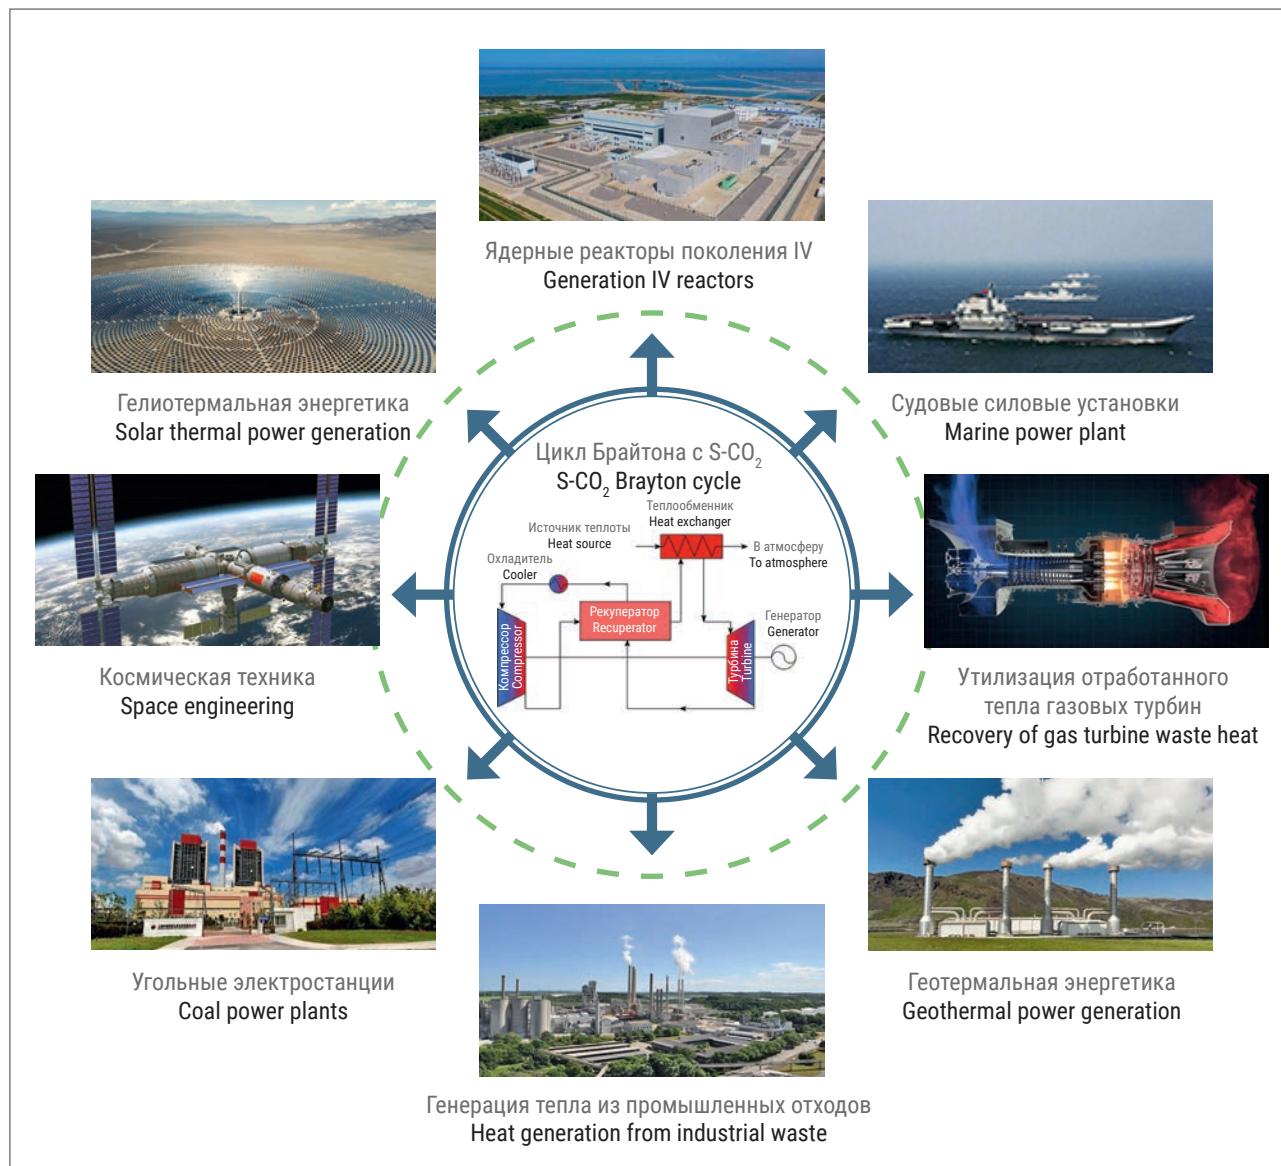 Ядерные реакторы поколения IV
Generation IV reactors
Гелиотермальная энергетика
Solar thermal power generation
Судовые силовые установки
Marine power plant
Цикл Брайтона с S-CO₂
S-CO₂ Brayton cycle
Теплообменник
Heat exchanger
Источник теплоты
Heat source
В атмосферу
To atmosphere
Охладитель
Cooler
Рекуператор
Recuperator
Генератор
Generator
Компрессор
Compressor
Турбина
Turbine
Космическая техника
Space engineering
Утилизация отработанного
тепла газовых турбин
Recovery of gas turbine waste heat
Угольные электростанции
Coal power plants
Геотермальная энергетика
Geothermal power generation
Генерация тепла из промышленных отходов
Heat generation from industrial waste